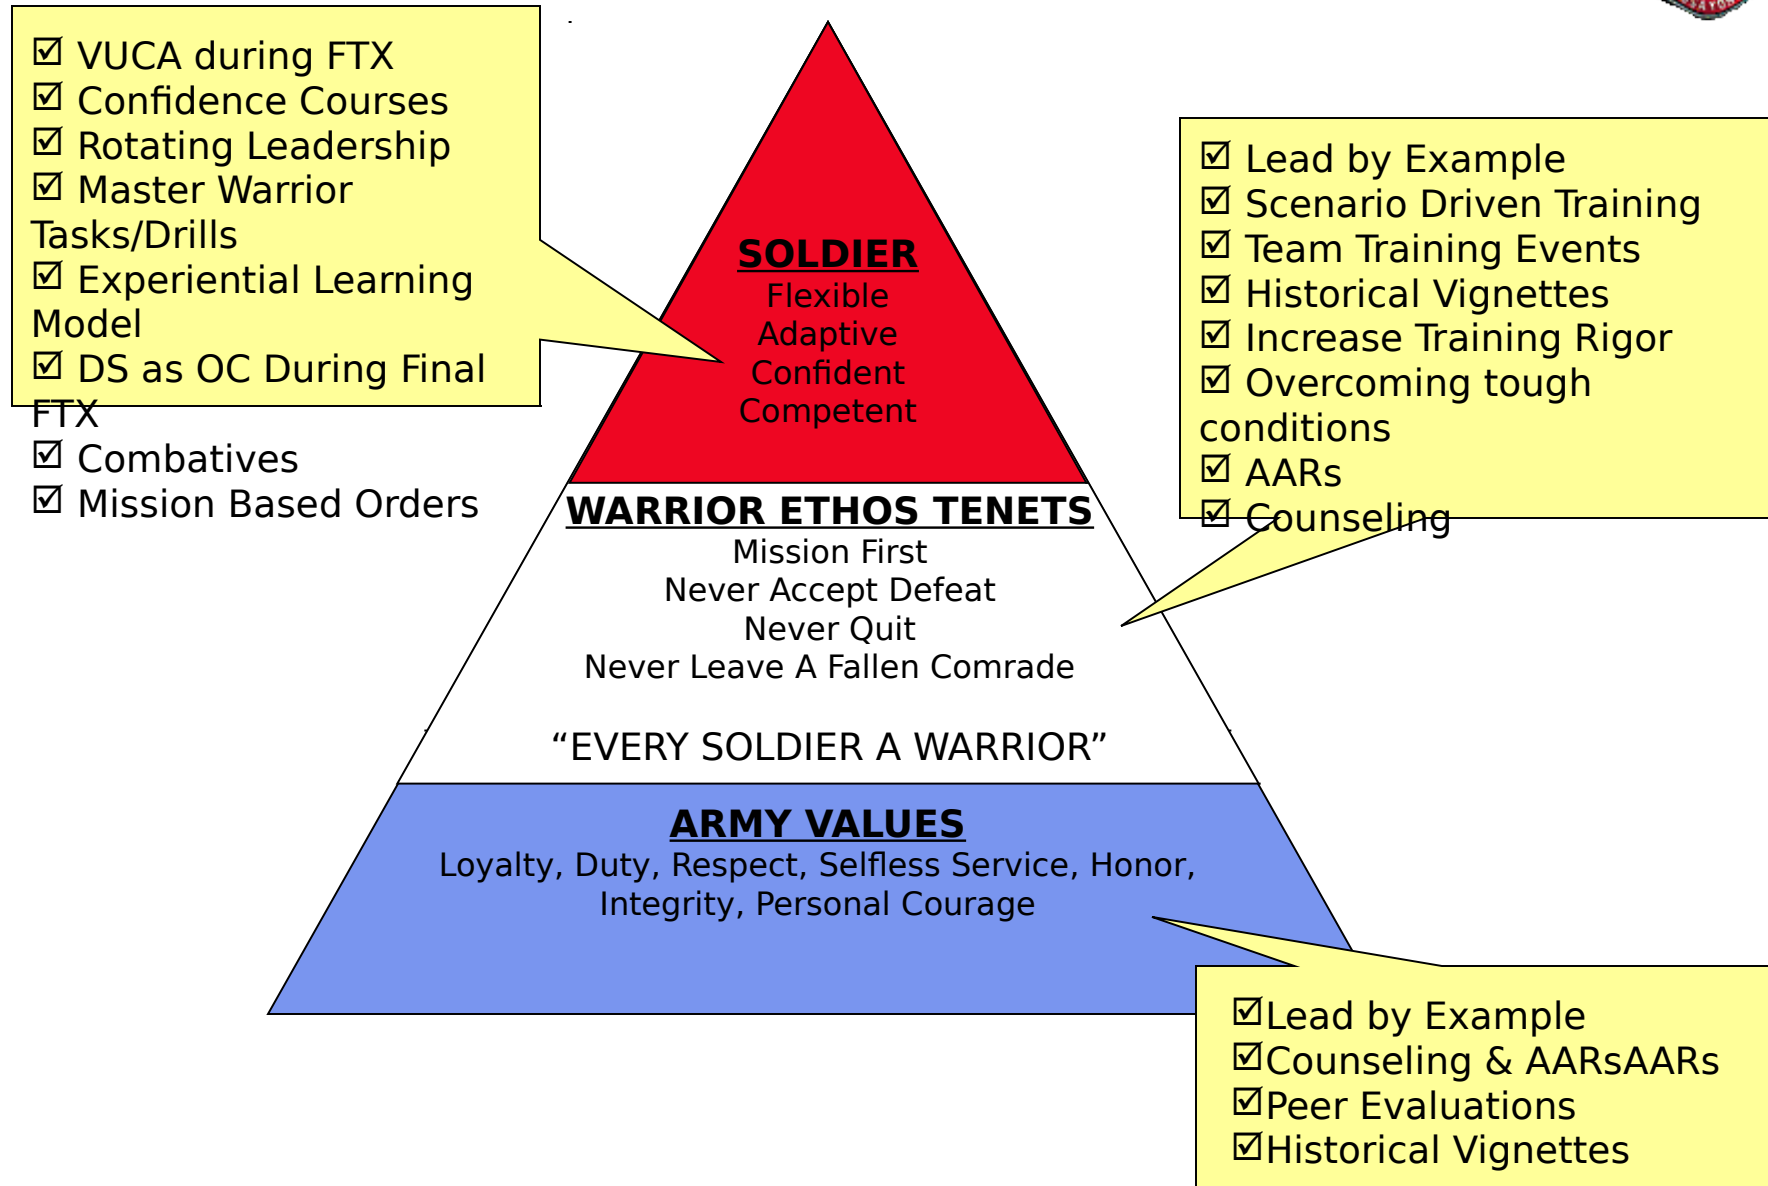 ☑ VUCA during FTX
☑ Confidence Courses
☑ Rotating Leadership
☑ Master Warrior
Tasks/Drills
☑ Experiential Learning
Model
☑ DS as OC During Final
FTX
☑ Combatives
☑ Mission Based Orders
SOLDIER
Flexible
Adaptive
Confident
Competent
☑ Lead by Example
☑ Scenario Driven Training
☑ Team Training Events
☑ Historical Vignettes
☑ Increase Training Rigor
☑ Overcoming tough
conditions
☑ AARs
☑ Counseling
WARRIOR ETHOS TENETS
Mission First
Never Accept Defeat
Never Quit
Never Leave A Fallen Comrade
“EVERY SOLDIER A WARRIOR”
ARMY VALUES
Loyalty, Duty, Respect, Selfless Service, Honor,
Integrity, Personal Courage
☑Lead by Example
☑Counseling & AARsAARs
☑Peer Evaluations
☑Historical Vignettes